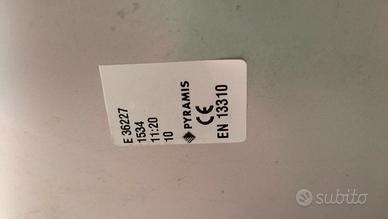 E 36227
1534
11:20
10
PYRAMIS
CE
EN 13310
subito